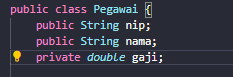 public class Pegawai {
    public String nip;
    public String nama;
    private double gaji;